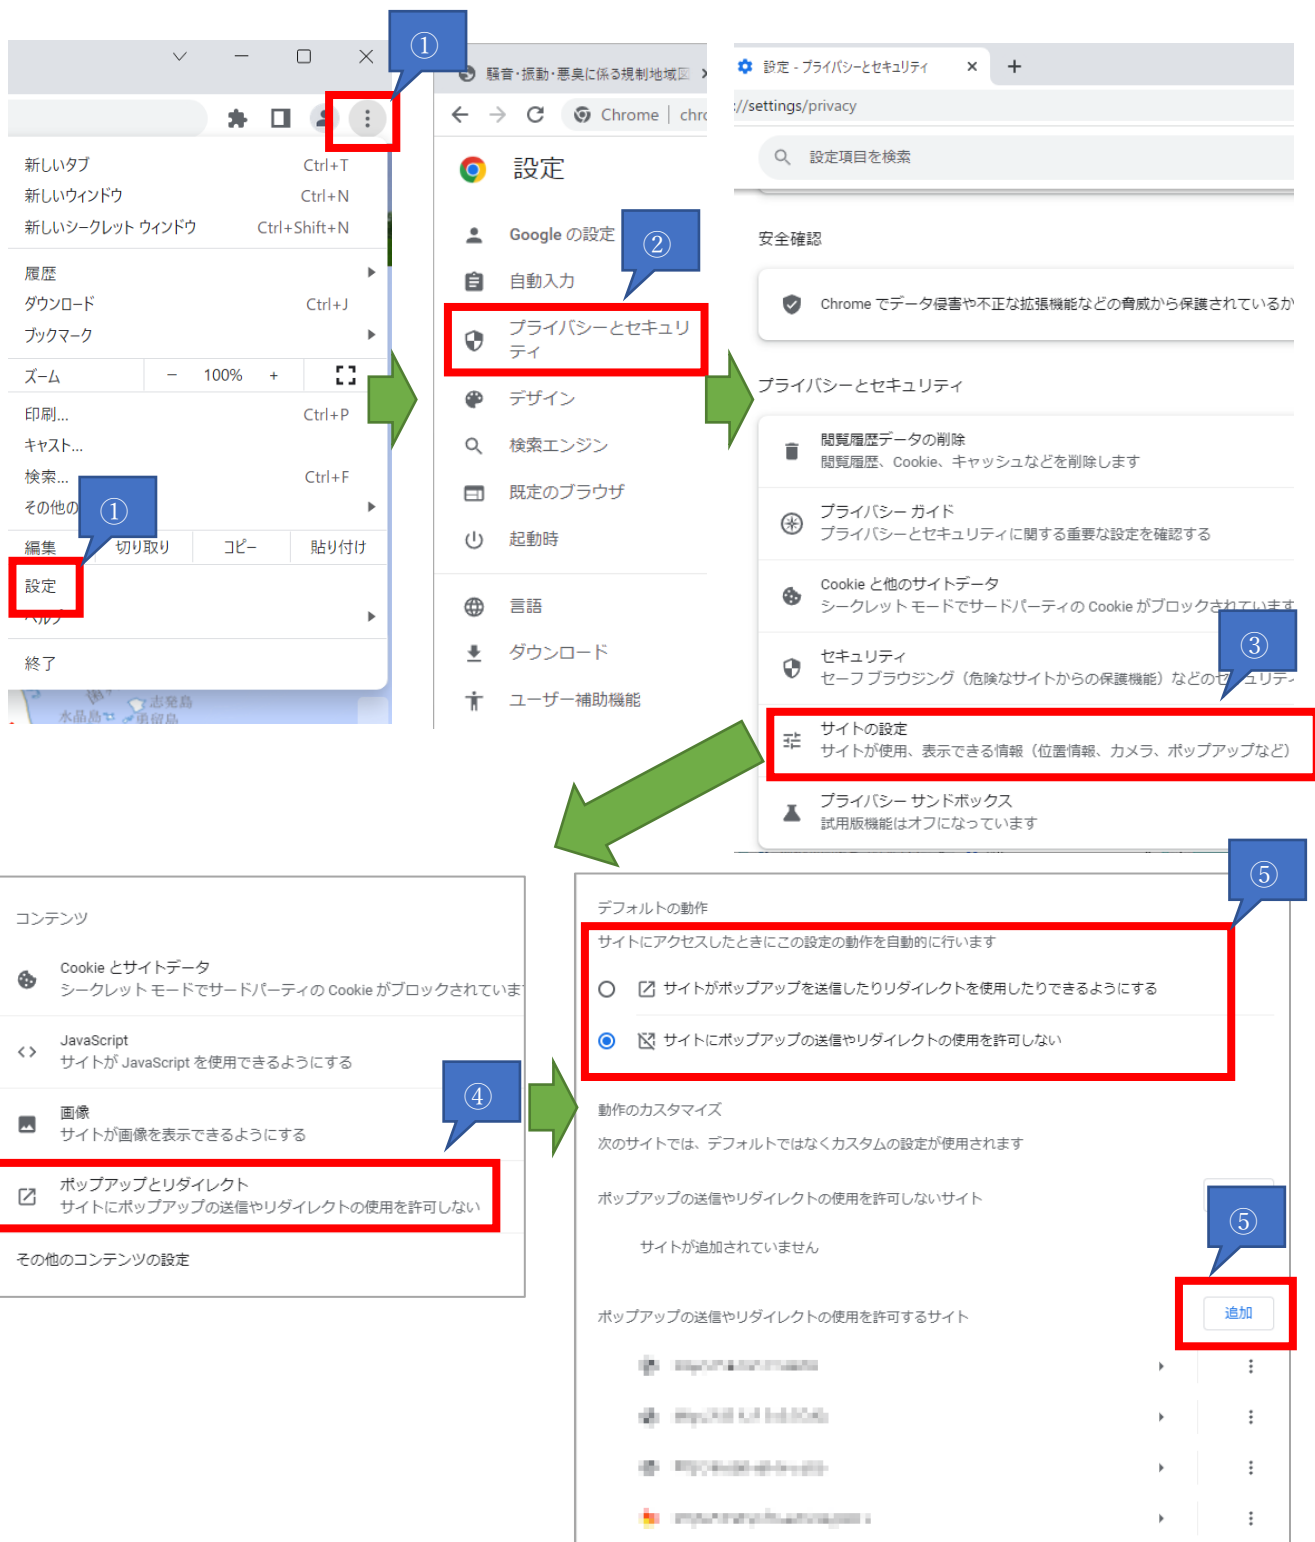 ①
新しいタブ Ctrl+T
新しいウィンドウ Ctrl+N
新しいシークレット ウィンドウ Ctrl+Shift+N
履歴
ダウンロード Ctrl+J
ブックマーク
ズーム − 100% +
印刷... Ctrl+P
キャスト...
検索... Ctrl+F
その他の
①
編集 切り取り コピー 貼り付け
設定
ヘルプ
終了
志発島
水晶島
勇留島
騒音・振動・悪臭に係る規制地域図
Chrome | chro
設定
Google の設定
②
自動入力
プライバシーとセキュリ
ティ
デザイン
検索エンジン
既定のブラウザ
起動時
言語
ダウンロード
ユーザー補助機能
設定 - プライバシーとセキュリティ
://settings/privacy
設定項目を検索
安全確認
Chrome でデータ侵害や不正な拡張機能などの脅威から保護されているか
プライバシーとセキュリティ
閲覧履歴データの削除
閲覧履歴、Cookie、キャッシュなどを削除します
プライバシー ガイド
プライバシーとセキュリティに関する重要な設定を確認する
Cookie と他のサイトデータ
シークレット モードでサードパーティの Cookie がブロックされています
③
セキュリティ
セーフ ブラウジング（危険なサイトからの保護機能）などのセキュリティ
サイトの設定
サイトが使用、表示できる情報（位置情報、カメラ、ポップアップなど）
プライバシー サンドボックス
試用版機能はオフになっています
コンテンツ
Cookie とサイトデータ
シークレット モードでサードパーティの Cookie がブロックされていま
JavaScript
サイトが JavaScript を使用できるようにする
④
画像
サイトが画像を表示できるようにする
ポップアップとリダイレクト
サイトにポップアップの送信やリダイレクトの使用を許可しない
その他のコンテンツの設定
⑤
デフォルトの動作
サイトにアクセスしたときにこの設定の動作を自動的に行います
サイトがポップアップを送信したりリダイレクトを使用したりできるようにする
サイトにポップアップの送信やリダイレクトの使用を許可しない
動作のカスタマイズ
次のサイトでは、デフォルトではなくカスタムの設定が使用されます
ポップアップの送信やリダイレクトの使用を許可しないサイト
⑤
サイトが追加されていません
ポップアップの送信やリダイレクトの使用を許可するサイト 追加